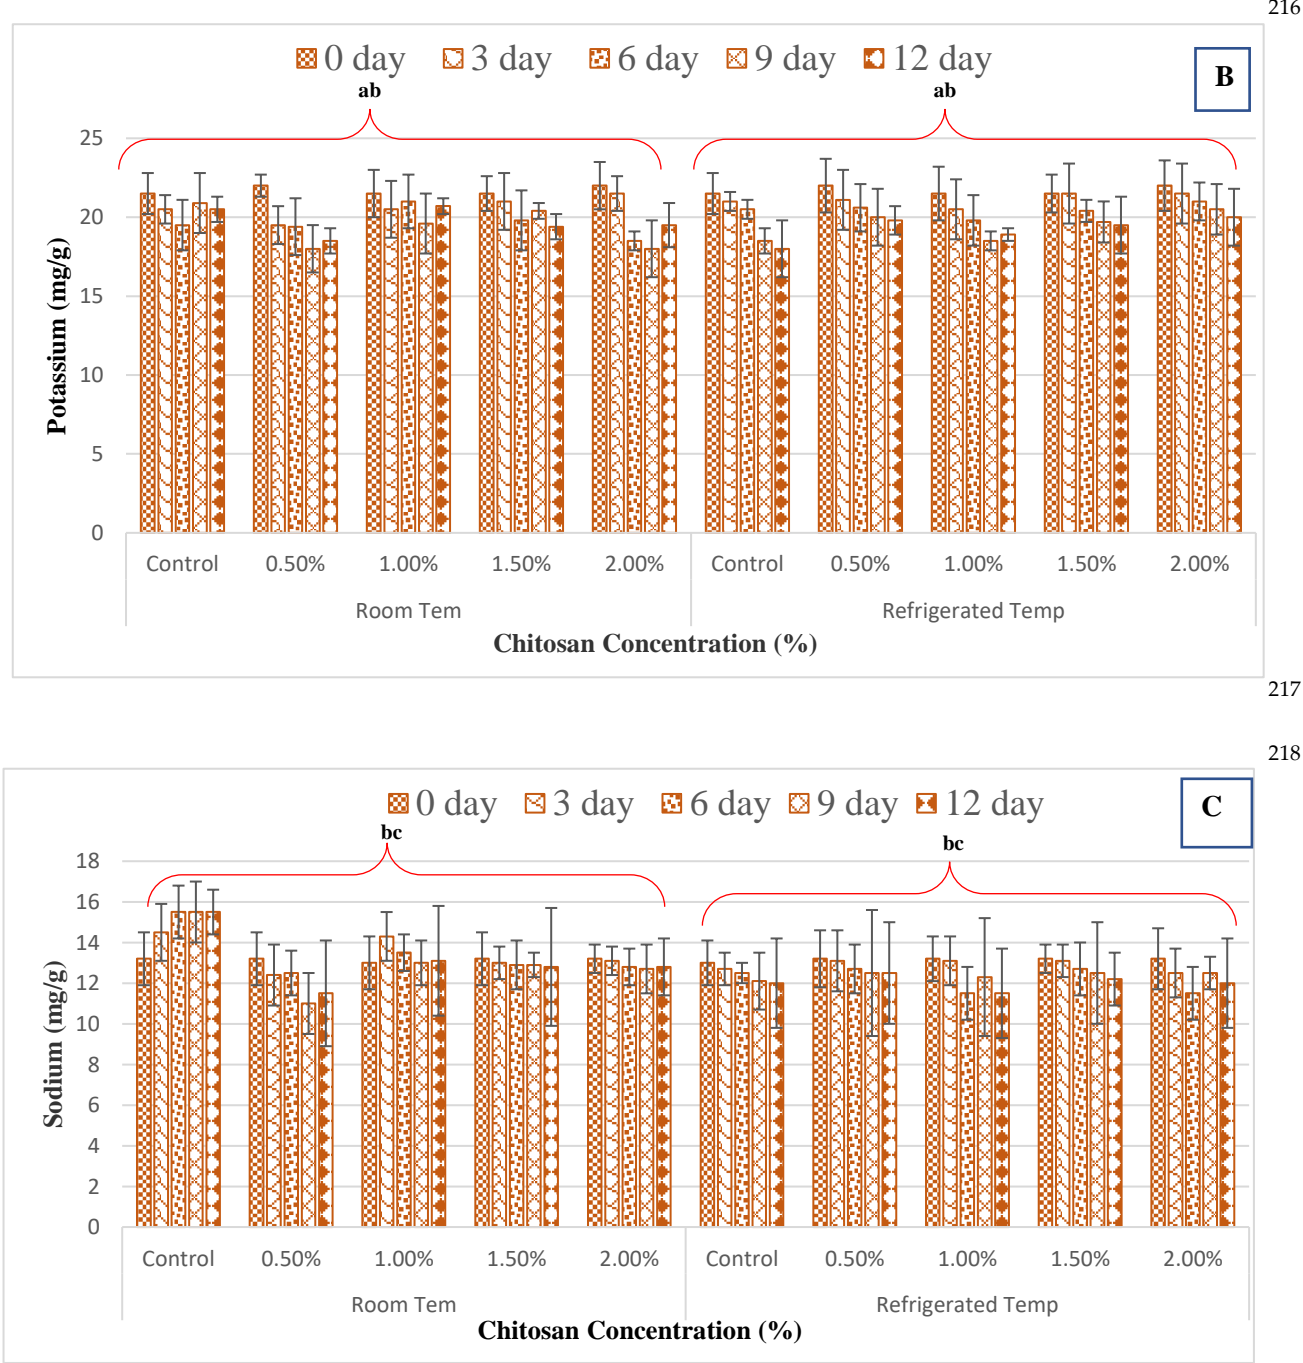 216
0 day 3 day 6 day 9 day 12 day
B
ab ab
25
20
15
10
5
0
Potassium (mg/g)
Control 0.50% 1.00% 1.50% 2.00% Control 0.50% 1.00% 1.50% 2.00%
Room Tem Refrigerated Temp
Chitosan Concentration (%)
217
218
0 day 3 day 6 day 9 day 12 day
C
bc bc
18
16
14
12
10
8
6
4
2
0
Sodium (mg/g)
Control 0.50% 1.00% 1.50% 2.00% Control 0.50% 1.00% 1.50% 2.00%
Room Tem Refrigerated Temp
Chitosan Concentration (%)